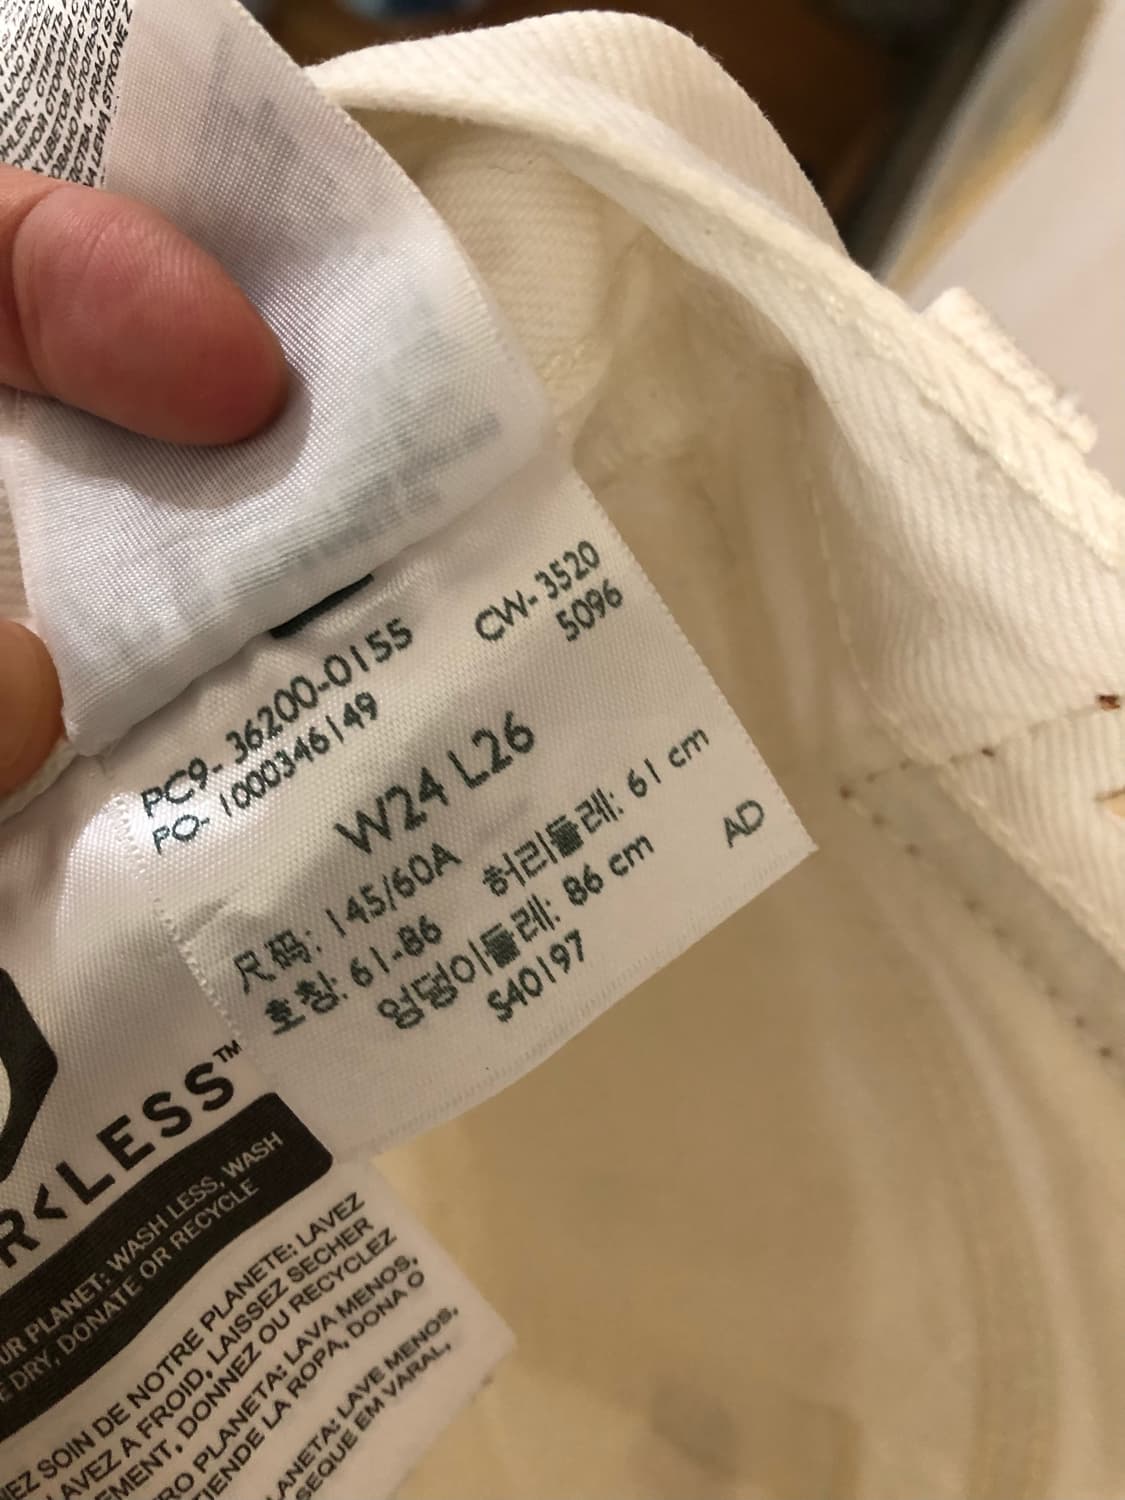 PC9- 36200-0155
PO- 1000346149
CW- 3520
5096
W24 L26
尺码: 145/60A
호칭: 61-86
허리둘레: 61 cm
엉덩이둘레: 86 cm
AD
S40197
R<LESS™
UR PLANET: WASH LESS, WASH
E DRY, DONATE OR RECYCLE
NEZ SOIN DE NOTRE PLANETE: LAVEZ
LAVEZ A FROID, LAISSEZ SECHER
EMENT, DONNEZ OU RECYCLEZ
RO PLANETA: LAVA MENOS,
TIENDE LA ROPA, DONA O
LANETA: LAVE MENOS,
SEQUE EM VARAL,